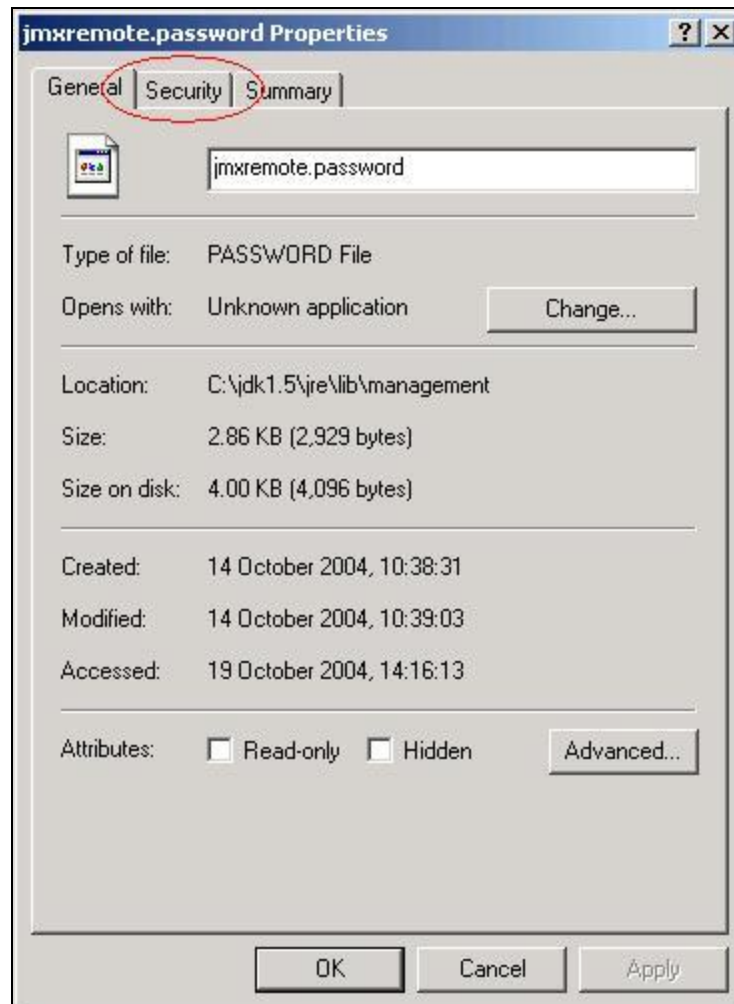 jmxremote.password Properties
General Security Summary
jmxremote.password
Type of file: PASSWORD File
Opens with: Unknown application Change...
Location: C:\jdk1.5\jre\lib\management
Size: 2.86 KB (2,929 bytes)
Size on disk: 4.00 KB (4,096 bytes)
Created: 14 October 2004, 10:38:31
Modified: 14 October 2004, 10:39:03
Accessed: 19 October 2004, 14:16:13
Attributes: Read-only Hidden Advanced...
OK Cancel Apply